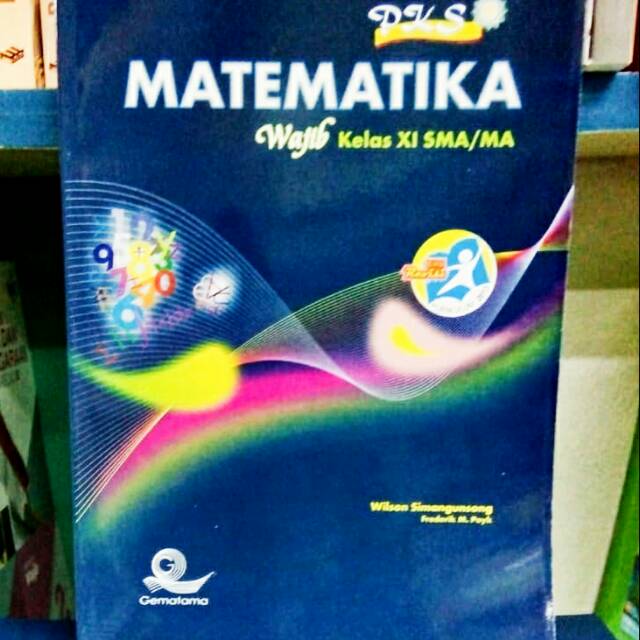 PKS
MATEMATIKA
Wajib Kelas XI SMA/MA
Wilson Simangunsong
Frederik M. Poyk
G
Gematama